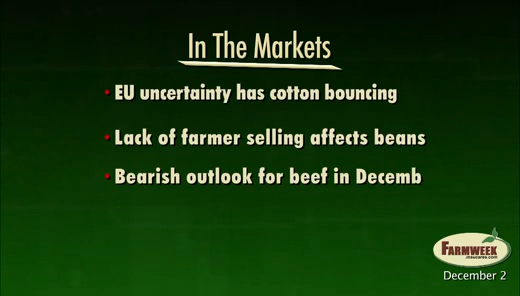 In The Markets
• EU uncertainty has cotton bouncing
• Lack of farmer selling affects beans
• Bearish outlook for beef in Decemb
FARMWEEK
.msucares.com
December 2